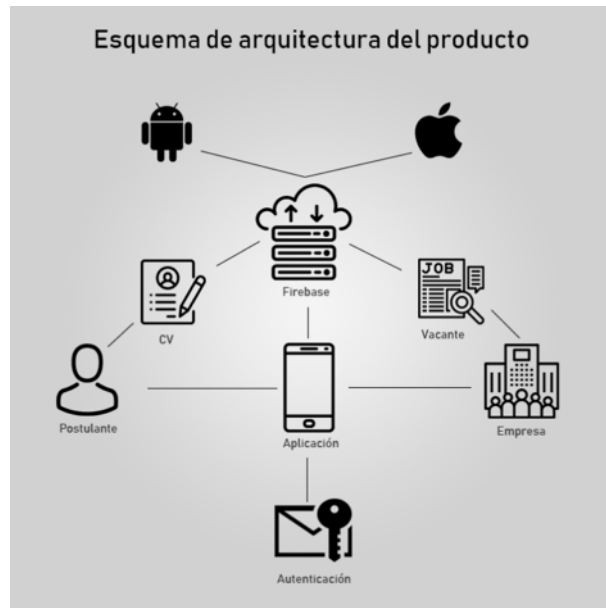 Esquema de arquitectura del producto
Firebase
JOB
CV
Vacante
Postulante
Aplicación
Empresa
Autenticación